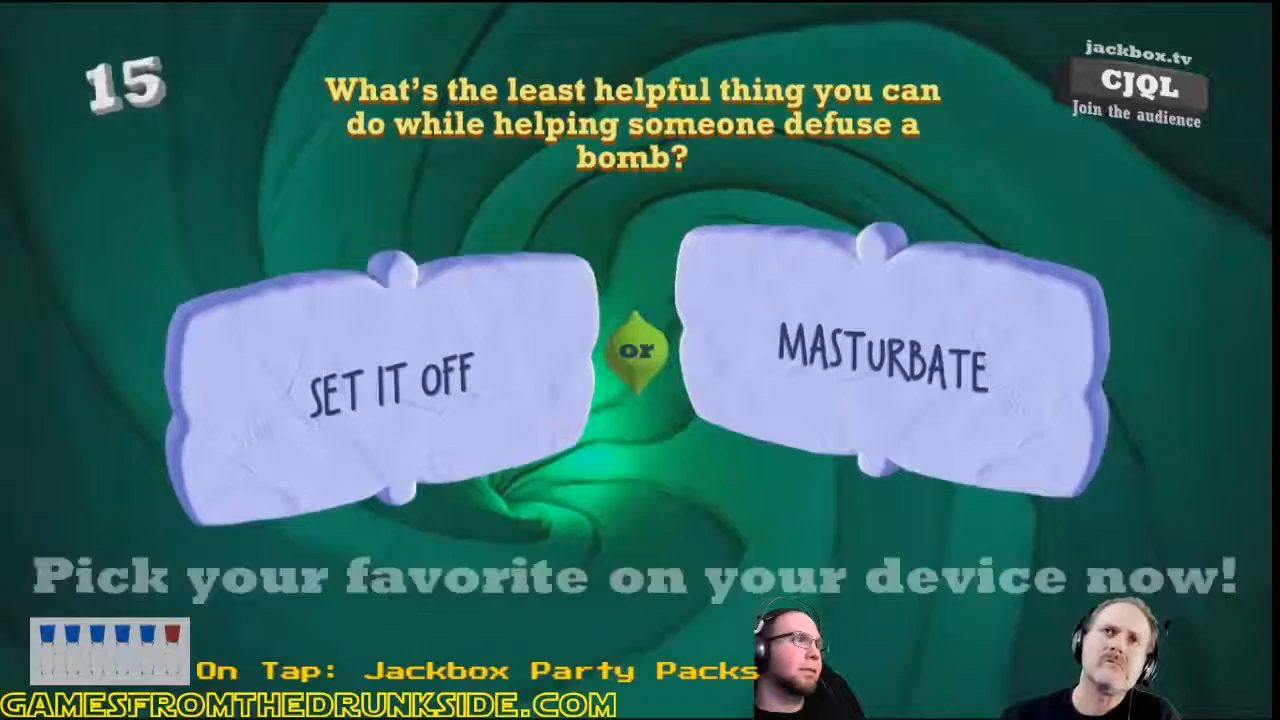 15
What's the least helpful thing you can
do while helping someone defuse a
bomb?
jackbox.tv
CJQL
Join the audience
SET IT OFF
or
MASTURBATE
Pick your favorite on your device now!
On Tap: Jackbox Party Packs
GAMESFROMTHEDRUNKSIDE.COM